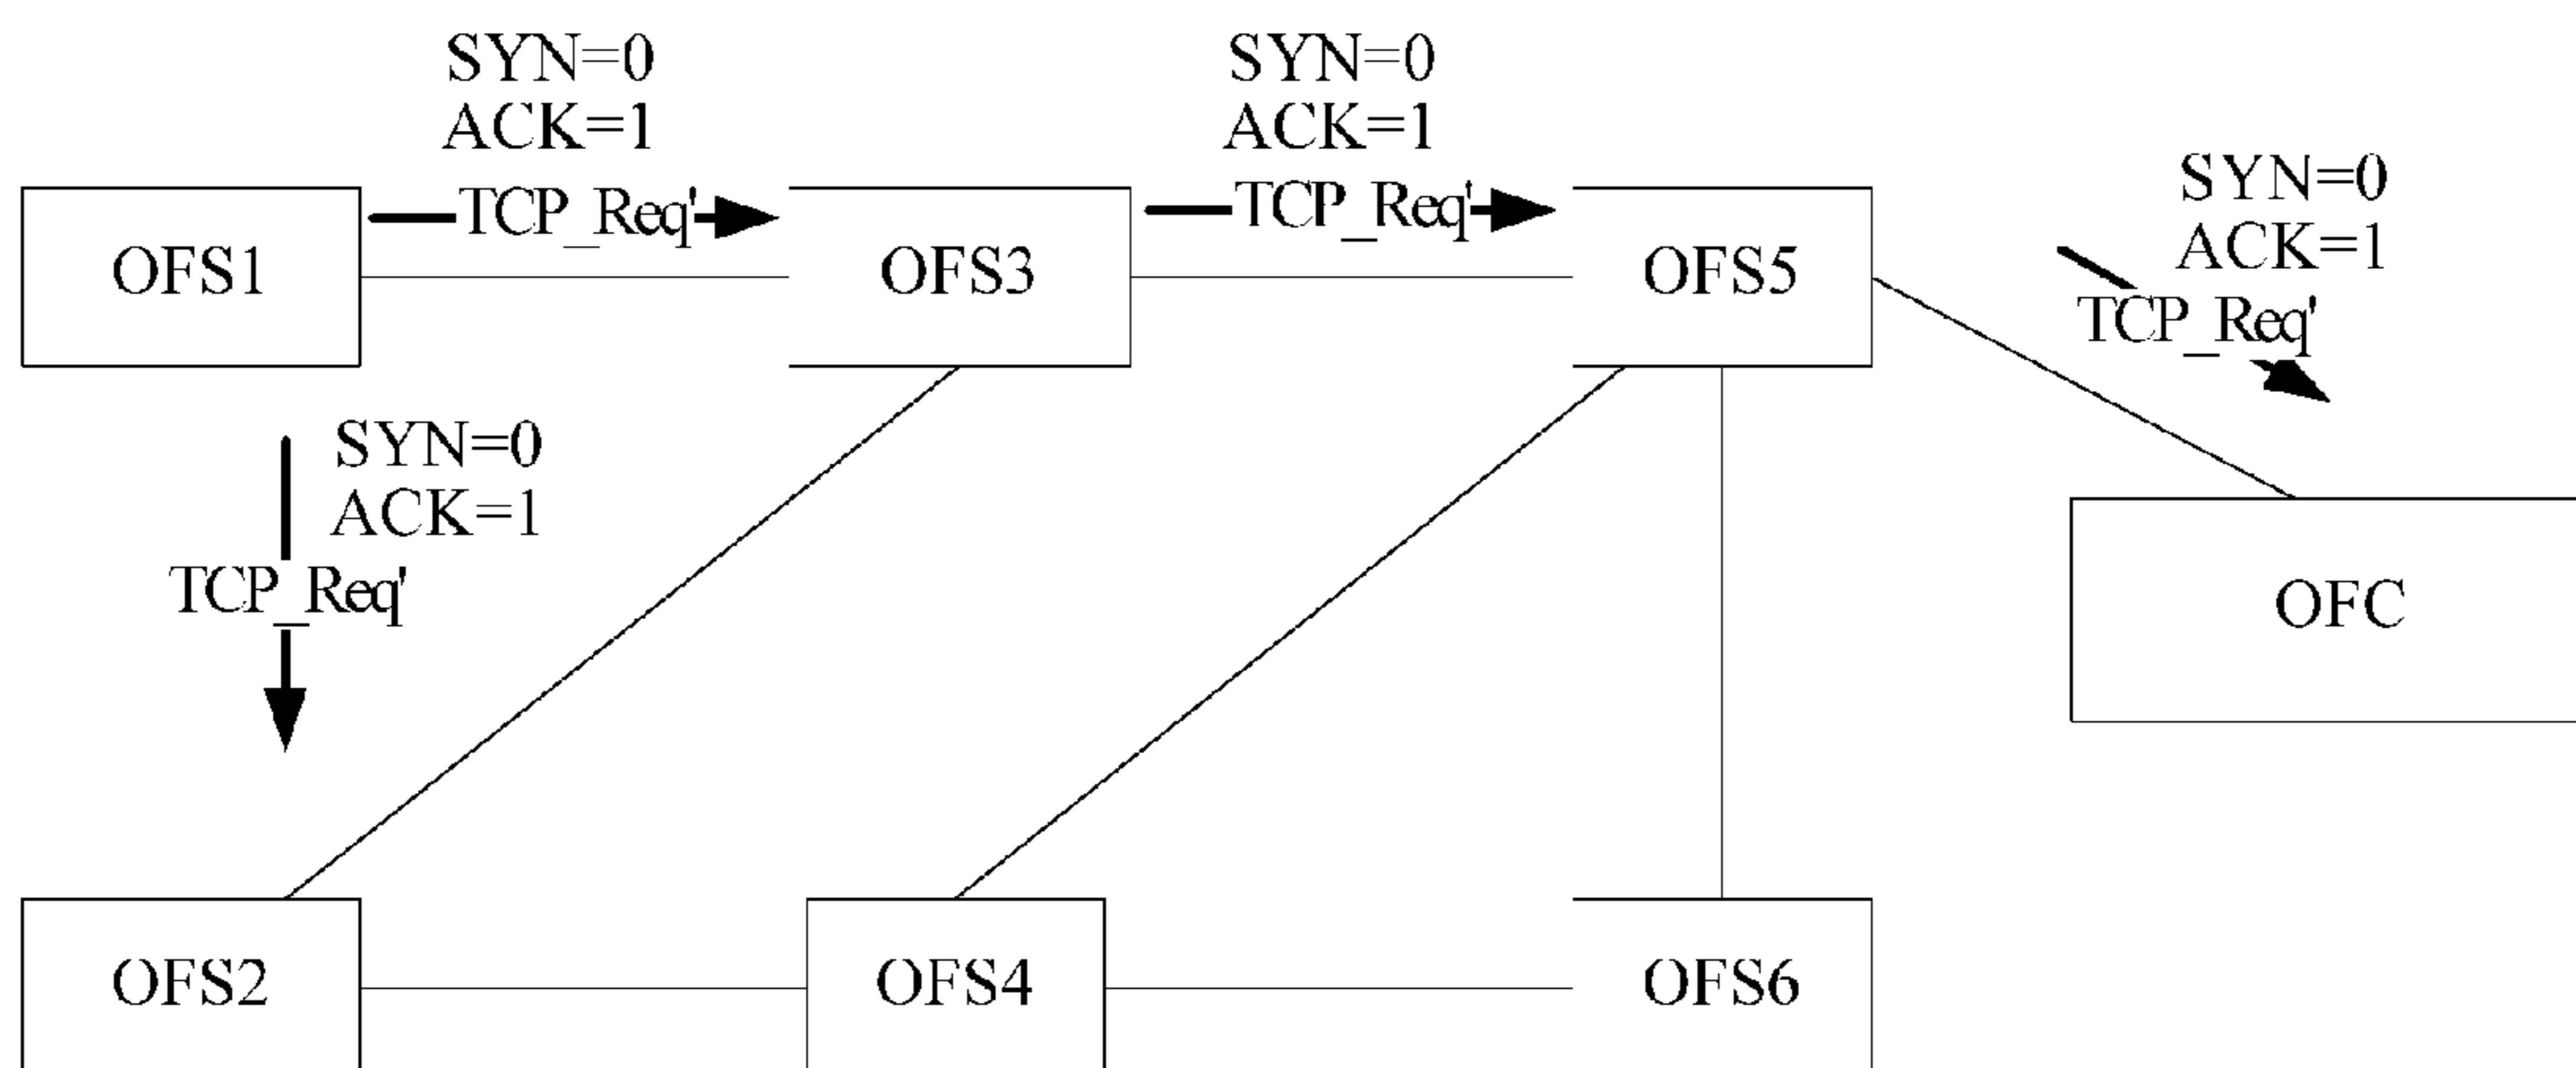 SYN=0
ACK=1
TCP_Req'
SYN=0
ACK=1
TCP_Req'
SYN=0
ACK=1
TCP_Req'
OFS1
OFS3
OFS5
SYN=0
ACK=1
TCP_Req'
OFC
OFS2
OFS4
OFS6